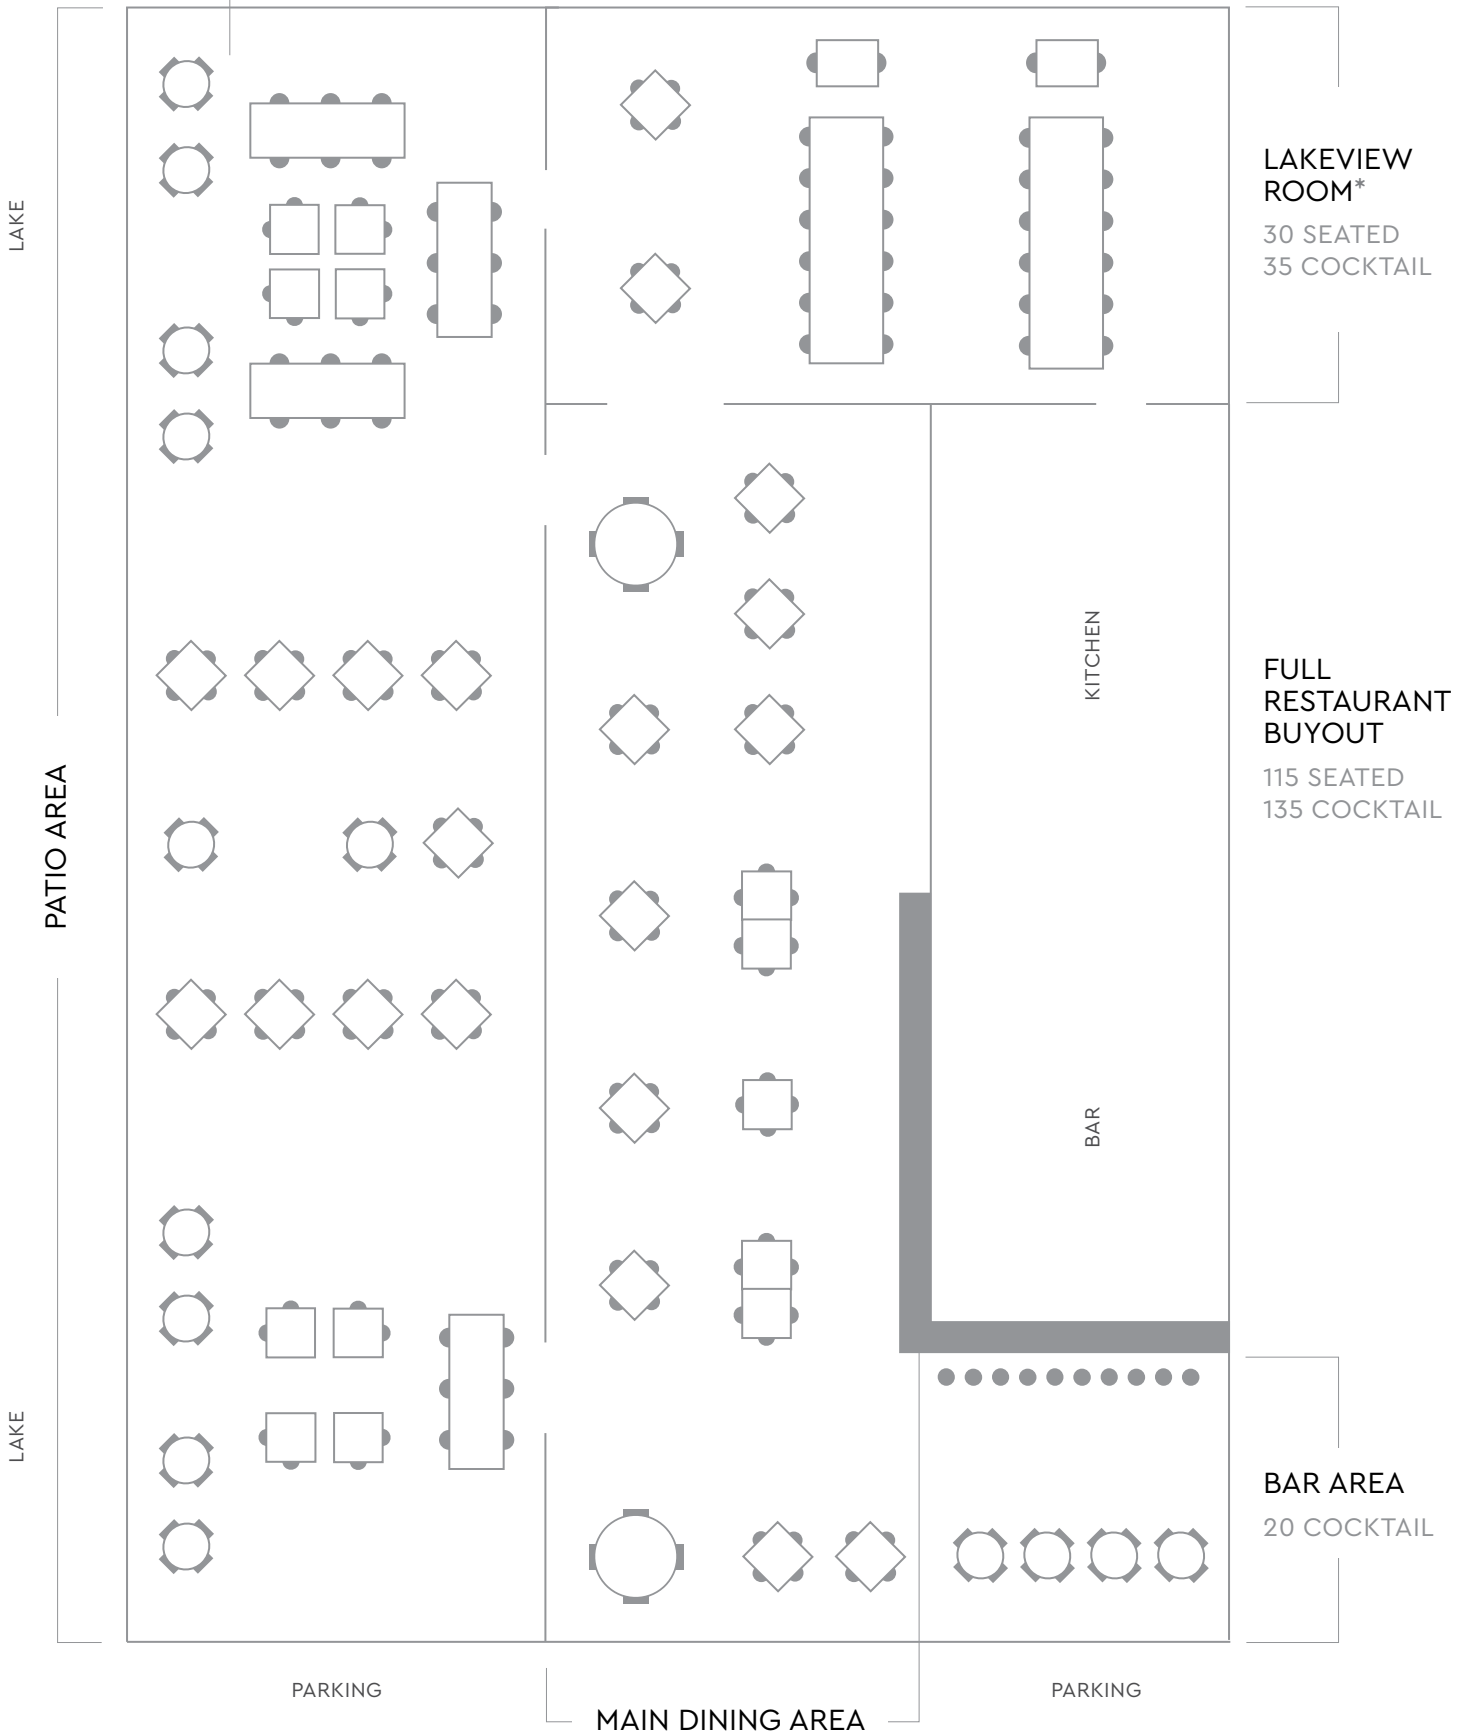 LAKE
LAKEVIEW
ROOM*
30 SEATED
35 COCKTAIL
KITCHEN
FULL
RESTAURANT
BUYOUT
115 SEATED
135 COCKTAIL
PATIO AREA
BAR
LAKE
BAR AREA
20 COCKTAIL
PARKING
PARKING
MAIN DINING AREA